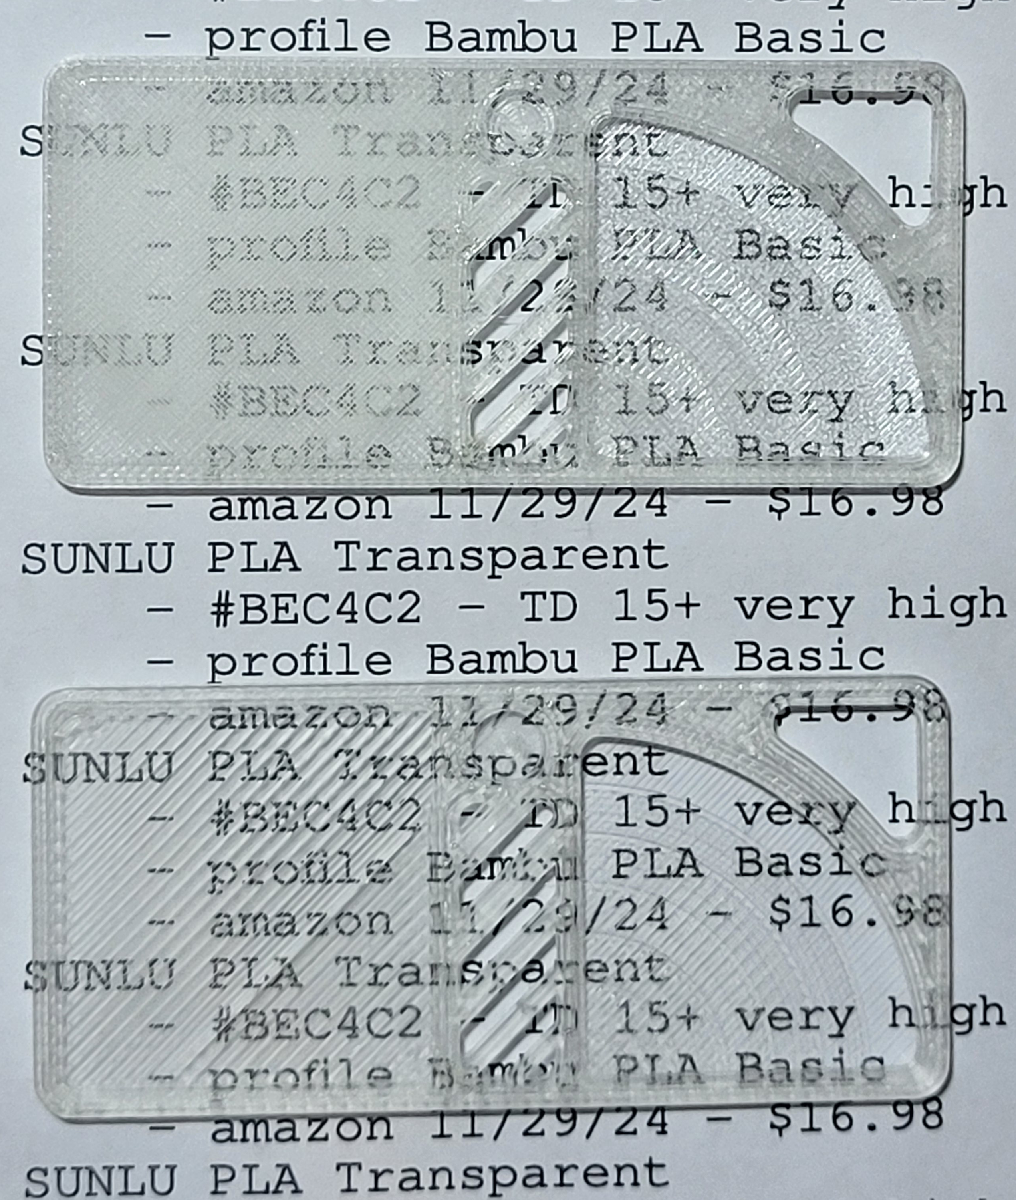 very high
– profile Bambu PLA Basic
– amazon 11/29/24 – $16.98
SUNLU PLA Transparent
– #BEC4C2 – TD 15+ very high
– profile Bambu PLA Basic
– amazon 11/29/24 – $16.98
SUNLU PLA Transparent
– #BEC4C2 – TD 15+ very high
– profile Bambu PLA Basic
– amazon 11/29/24 – $16.98
SUNLU PLA Transparent
– #BEC4C2 – TD 15+ very high
– profile Bambu PLA Basic
– amazon 11/29/24 – $16.98
SUNLU PLA Transparent
– #BEC4C2 – TD 15+ very high
– profile Bambu PLA Basic
– amazon 11/29/24 – $16.98
SUNLU PLA Transparent
– #BEC4C2 – TD 15+ very high
– profile Bambu PLA Basic
– amazon 11/29/24 – $16.98
SUNLU PLA Transparent